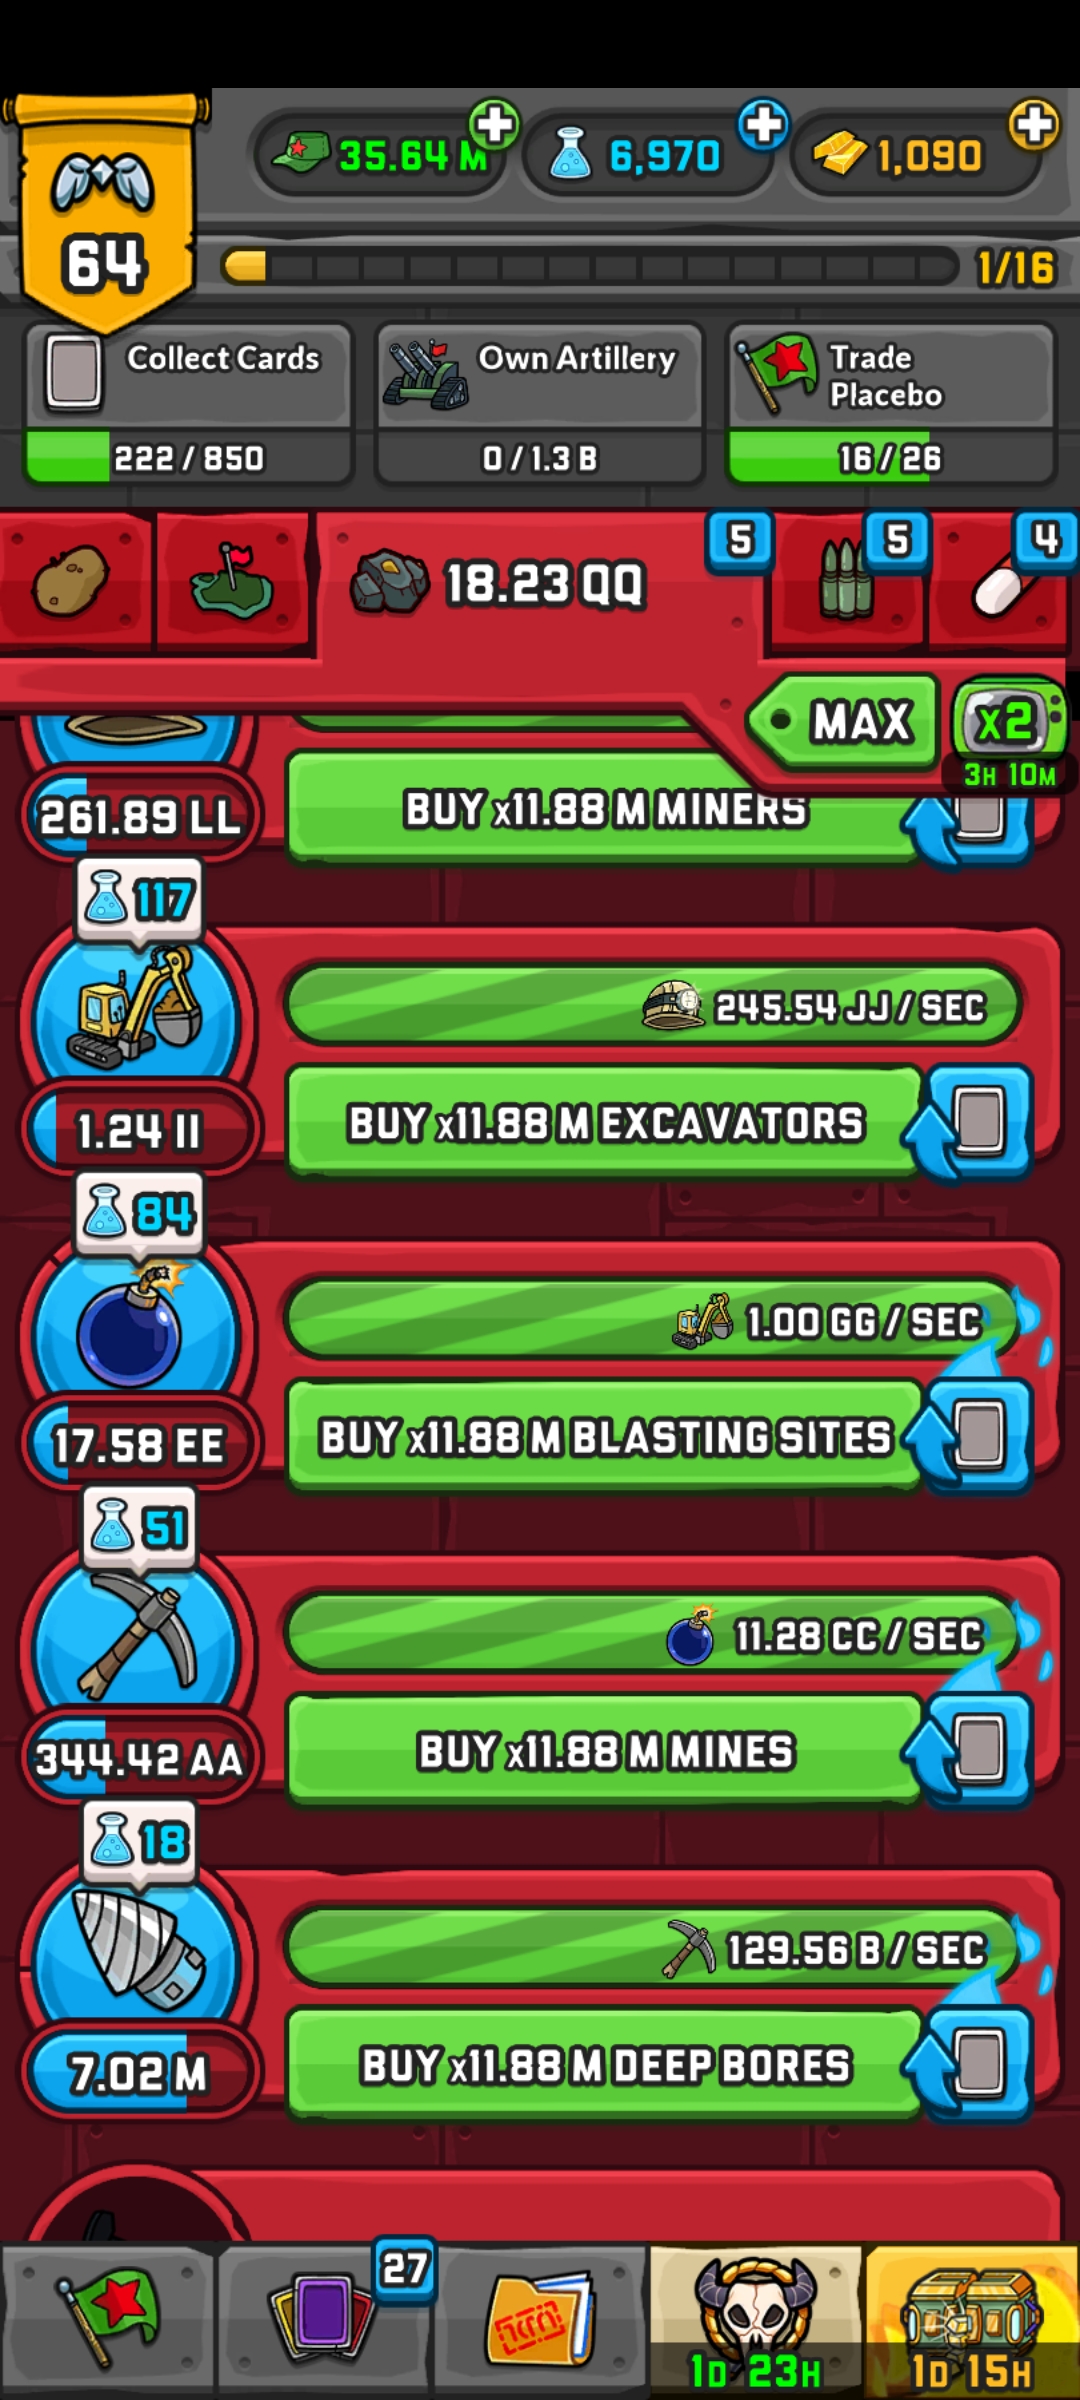 35.64 M
6,970
1,090
64
1/16
Collect Cards
222 / 850
Own Artillery
0 / 1.3 B
Trade
Placebo
16 / 26
18.23 QQ
5
5
4
MAX
x2
3H 10M
261.89 LL
BUY x11.88 M MINERS
117
245.54 JJ / SEC
1.24 II
BUY x11.88 M EXCAVATORS
84
1.00 GG / SEC
17.58 EE
BUY x11.88 M BLASTING SITES
51
11.28 CC / SEC
344.42 AA
BUY x11.88 M MINES
18
129.56 B / SEC
7.02 M
BUY x11.88 M DEEP BORES
27
1D 23H
1D 15H